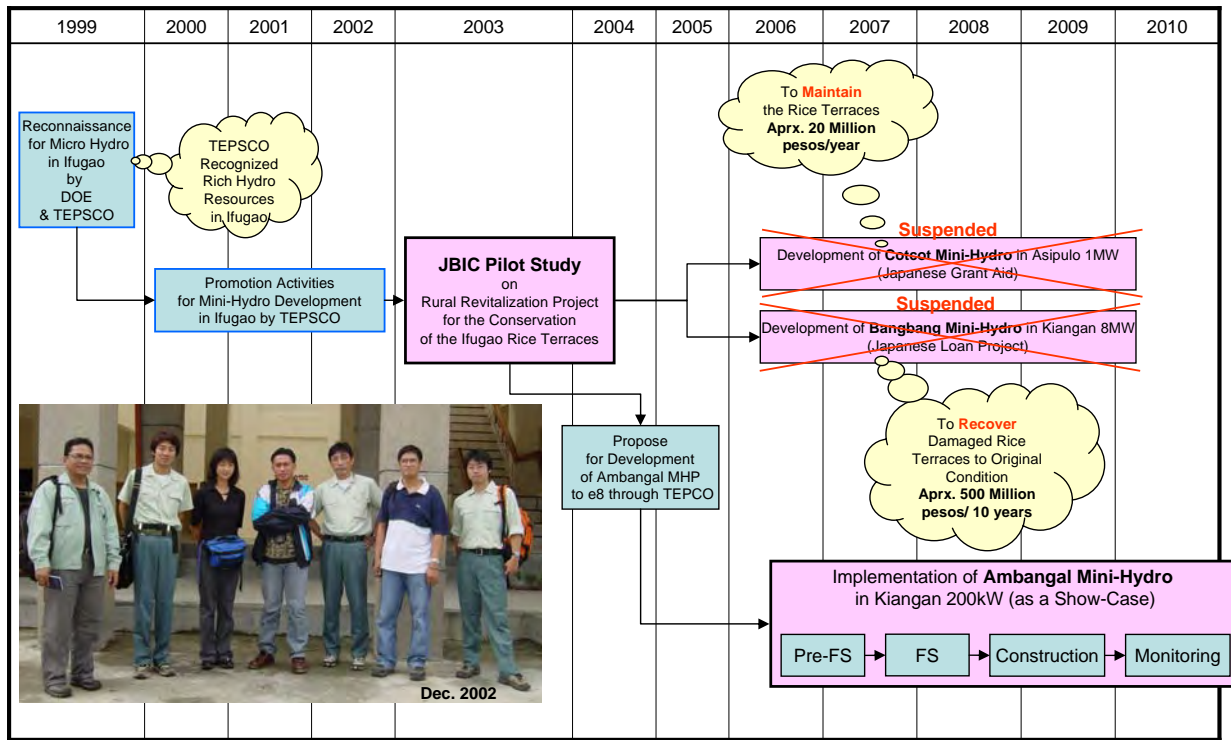 1999 2000 2001 2002 2003 2004 2005 2006 2007 2008 2009 2010
Reconnaissance
for Micro Hydro
in Ifugao
by
DOE
& TEPSCO
TEPSCO
Recognized
Rich Hydro
Resources
in Ifugao
To Maintain
the Rice Terraces
Aprx. 20 Million
pesos/year
Promotion Activities
for Mini-Hydro Development
in Ifugao by TEPSCO
JBIC Pilot Study
on
Rural Revitalization Project
for the Conservation
of the Ifugao Rice Terraces
Suspended
Development of Cotcot Mini-Hydro in Asipulo 1MW
(Japanese Grant Aid)
Suspended
Development of Bangbang Mini-Hydro in Kiangan 8MW
(Japanese Loan Project)
To Recover
Damaged Rice
Terraces to Original
Condition
Aprx. 500 Million
pesos/ 10 years
Propose
for Development
of Ambangal MHP
to e8 through TEPCO
Implementation of Ambangal Mini-Hydro
in Kiangan 200kW (as a Show-Case)
Pre-FS
FS
Construction
Monitoring
Dec. 2002